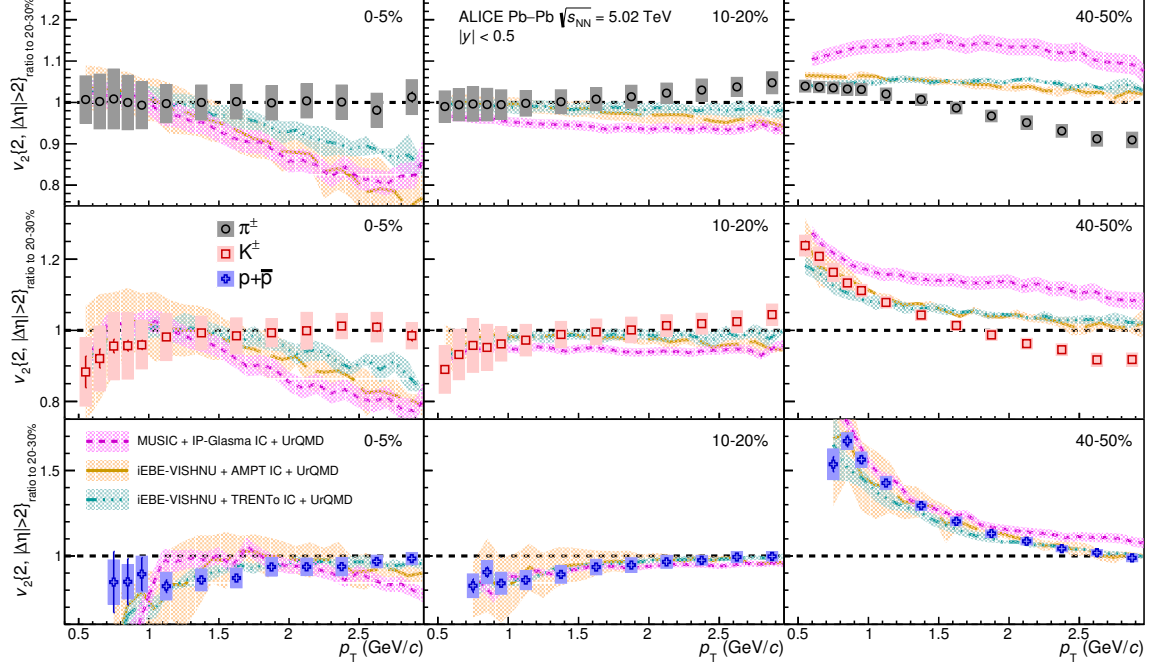 v₂{2, |Δη|>2}ratio to 20-30%
1.2
1.1
1
0.9
0.8
0-5%
ALICE Pb–Pb √sNN = 5.02 TeV
|y| < 0.5
10-20%
40-50%
v₂{2, |Δη|>2}ratio to 20-30%
1.2
1
0.8
0-5%
π±
K±
p+p̅
10-20%
40-50%
v₂{2, |Δη|>2}ratio to 20-30%
1.5
1
MUSIC + IP-Glasma IC + UrQMD
iEBE-VISHNU + AMPT IC + UrQMD
iEBE-VISHNU + TRENTo IC + UrQMD
0-5%
10-20%
40-50%
0.5 1 1.5 2 2.5
0.5 1 1.5 2 2.5
0.5 1 1.5 2 2.5
pT (GeV/c)
pT (GeV/c)
pT (GeV/c)